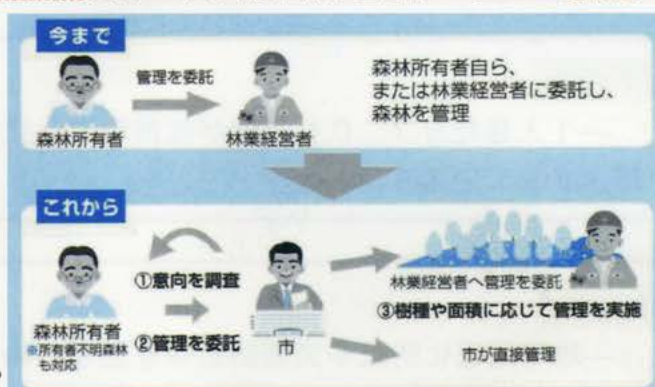 今まで
管理を委託
森林所有者
林業経営者
森林所有者自ら、
または林業経営者に委託し、
森林を管理
これから
①意向を調査
②管理を委託
森林所有者
※所有者不明森林
も対応
市
林業経営者へ管理を委託
③樹種や面積に応じて管理を実施
市が直接管理